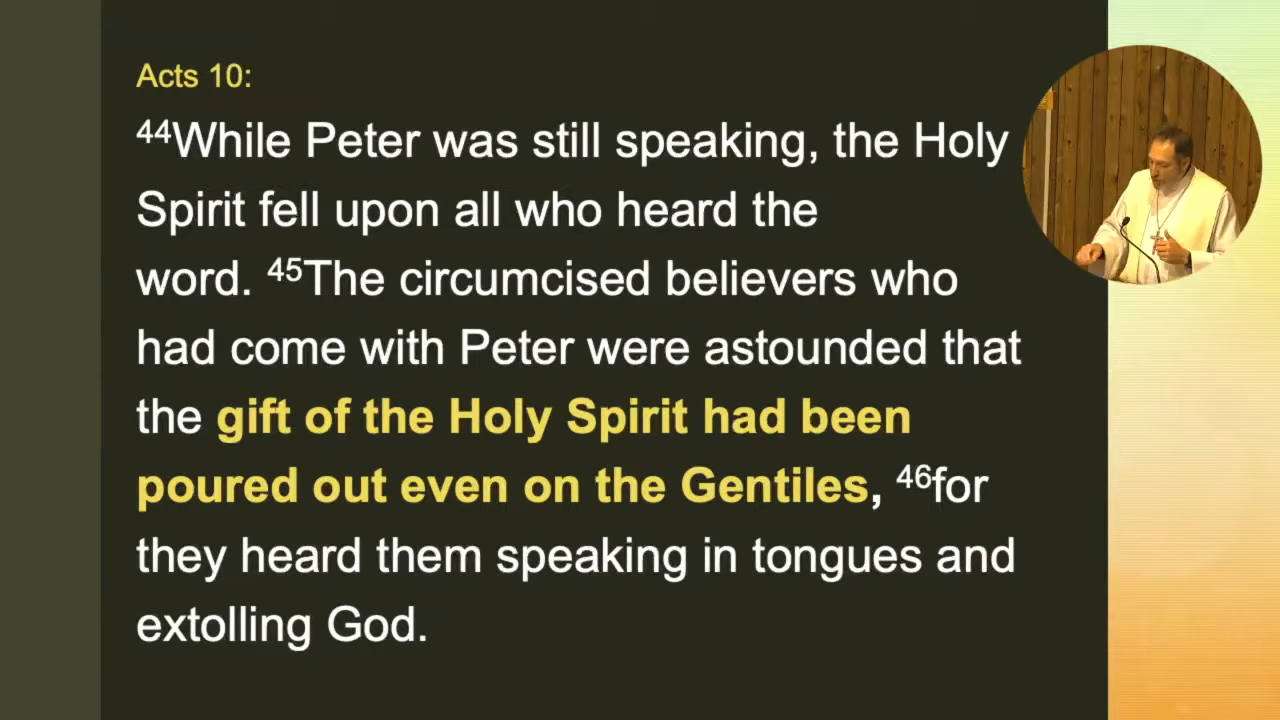 Acts 10:
⁴⁴While Peter was still speaking, the Holy
Spirit fell upon all who heard the
word. ⁴⁵The circumcised believers who
had come with Peter were astounded that
the gift of the Holy Spirit had been
poured out even on the Gentiles, ⁴⁶for
they heard them speaking in tongues and
extolling God.